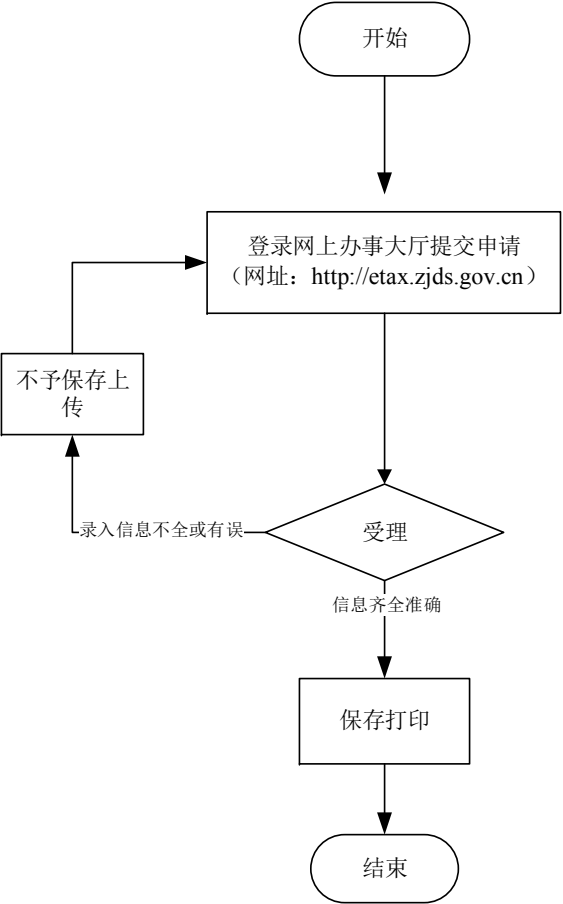 开始
登录网上办事大厅提交申请
（网址：http://etax.zjds.gov.cn）
不予保存上
传
录入信息不全或有误
受理
信息齐全准确
保存打印
结束